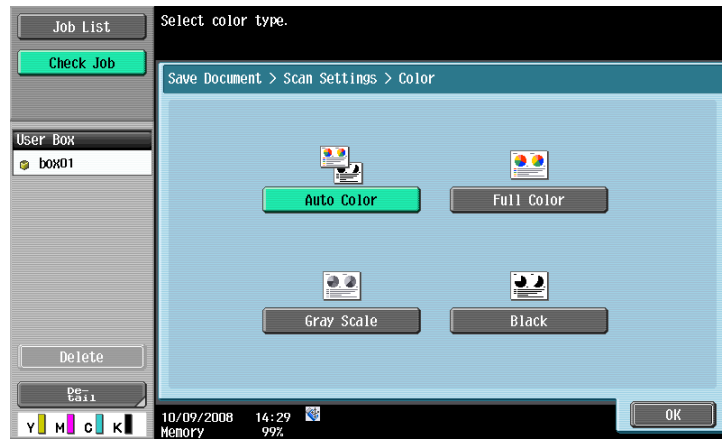 Job List
Select color type.
Check Job
Save Document > Scan Settings > Color
User Box
box01
Auto Color
Full Color
Gray Scale
Black
Delete
De-
tail
Y M C K
10/09/2008 14:29
Memory 99%
OK